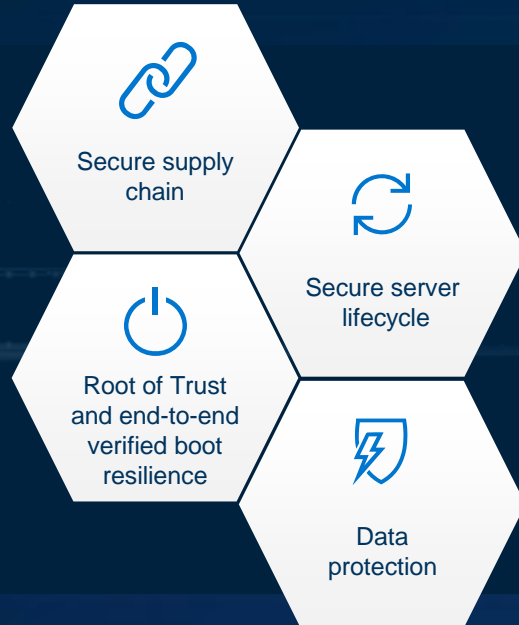 Secure supply
chain
Secure server
lifecycle
Root of Trust
and end-to-end
verified boot
resilience
Data
protection